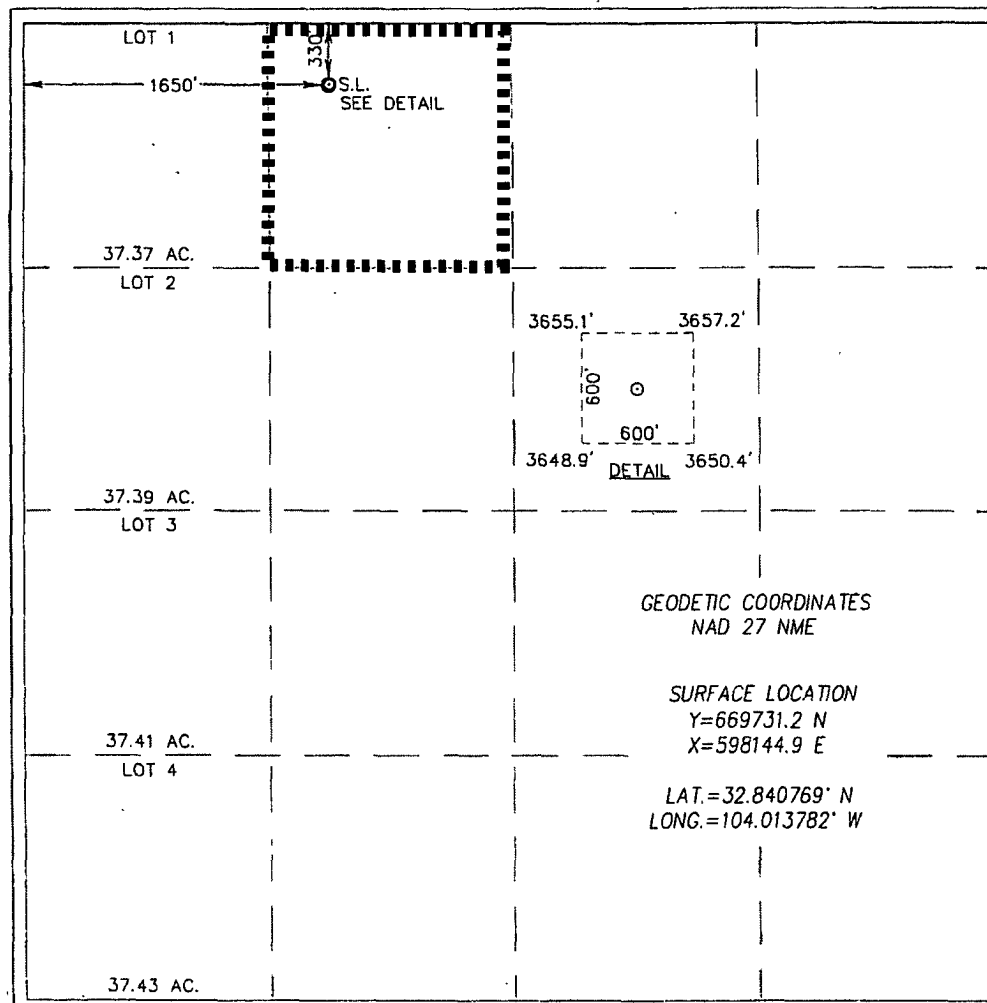 LOT 1
330'
1650'
S.L.
SEE DETAIL
37.37 AC.
LOT 2
3655.1' 3657.2'
600'
600'
3648.9' DETAIL 3650.4'
37.39 AC.
LOT 3
GEODETIC COORDINATES
NAD 27 NME
SURFACE LOCATION
Y=669731.2 N
X=598144.9 E
37.41 AC.
LOT 4
LAT.=32.840769° N
LONG.=104.013782° W
37.43 AC.